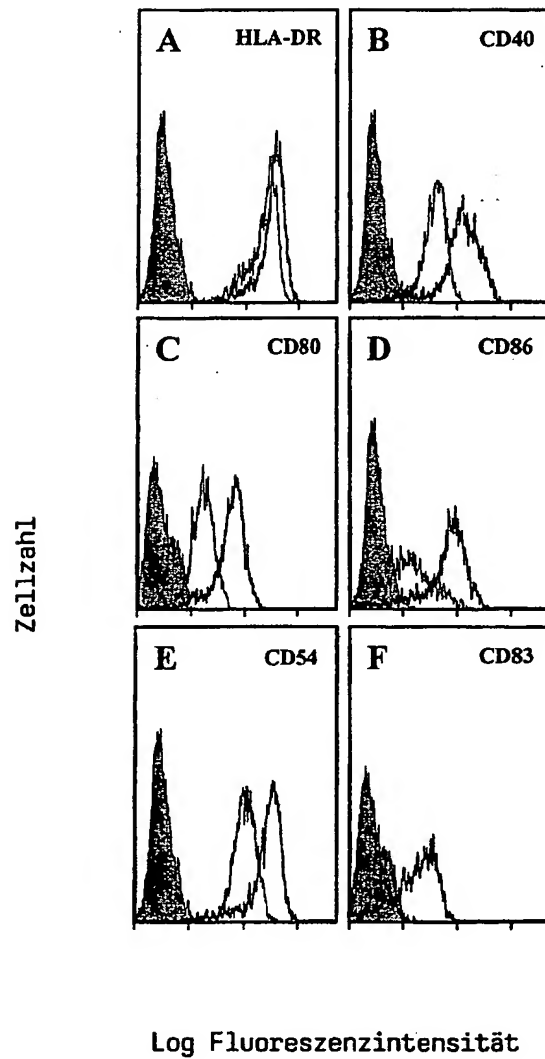 A HLA-DR
B CD40
C CD80
D CD86
E CD54
F CD83
Zellzahl
Log Fluoreszenzintensität